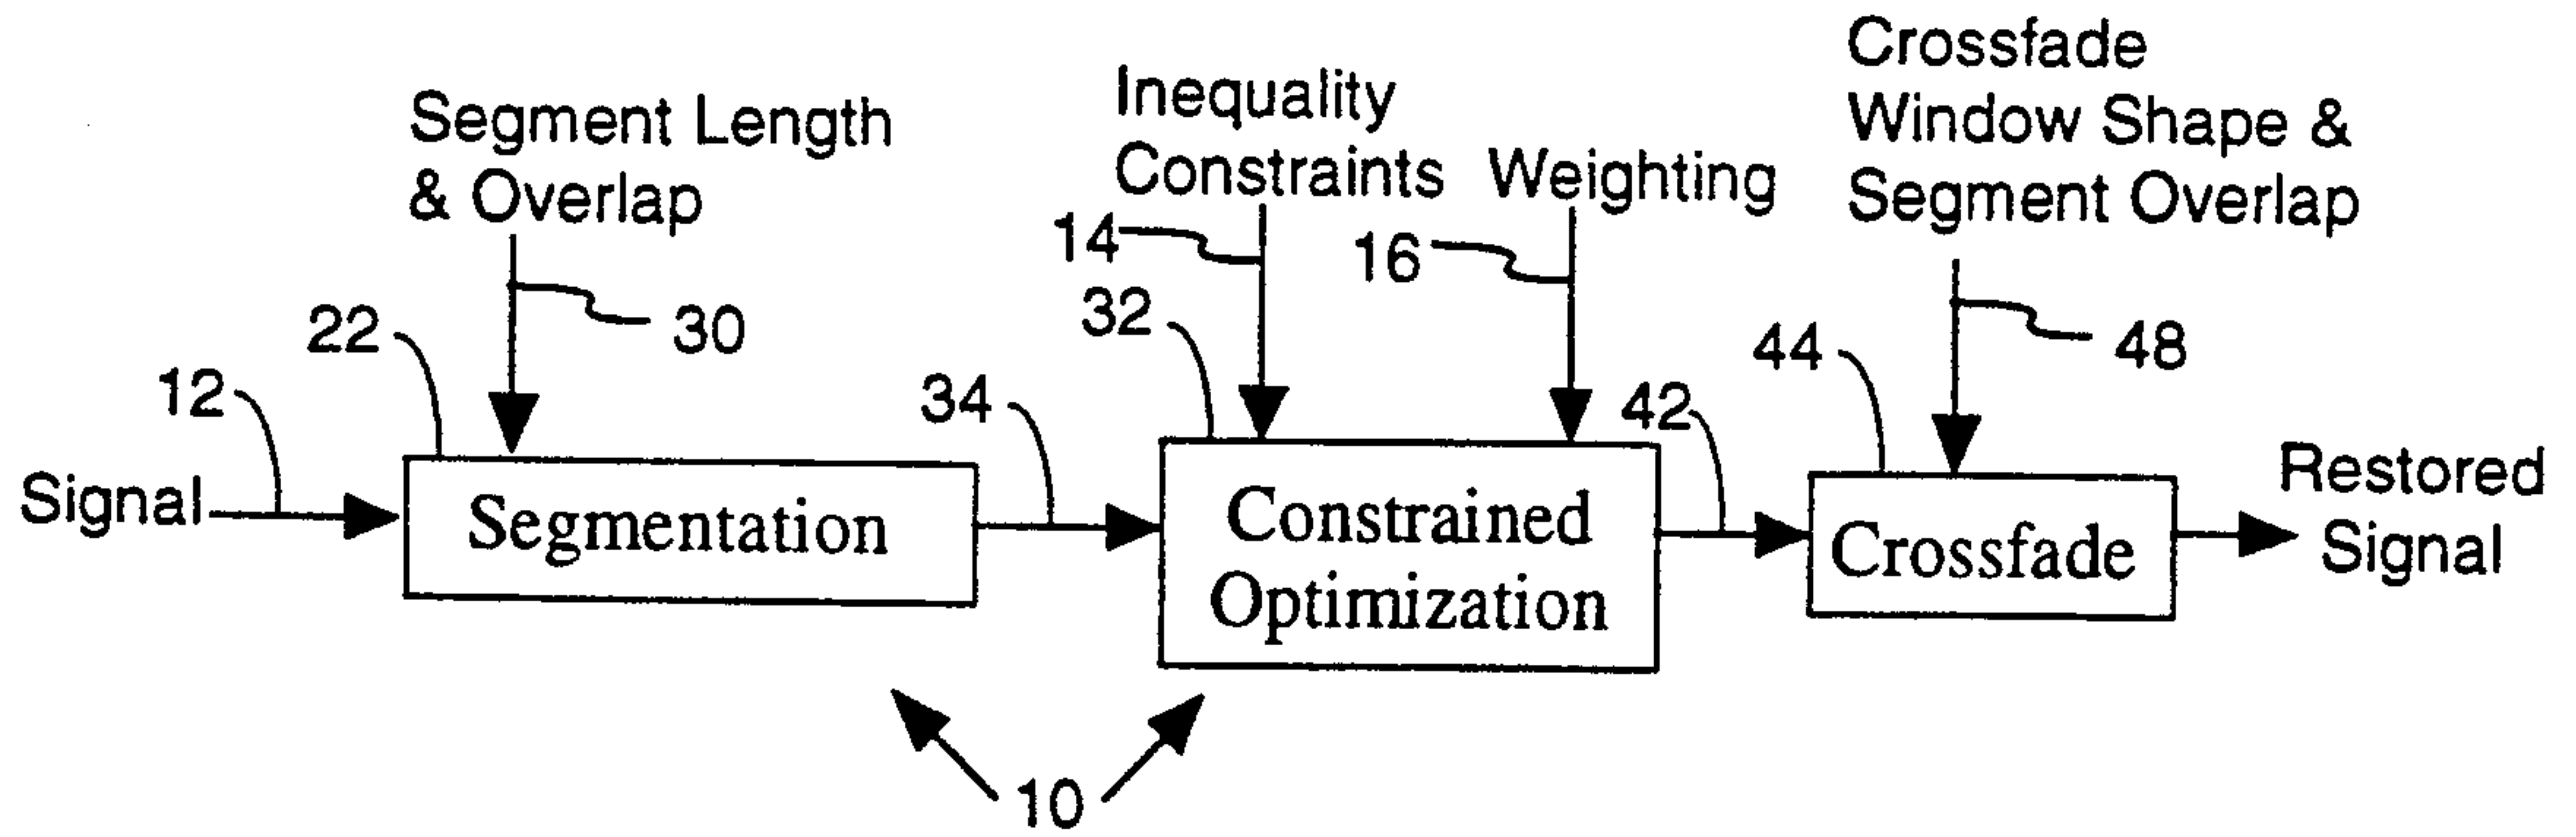 Segment Length
& Overlap
Inequality
Constraints
Weighting
Crossfade
Window Shape &
Segment Overlap
14
16
30
22
32
48
44
12
34
42
Signal
Segmentation
Constrained
Optimization
Crossfade
Restored
Signal
10